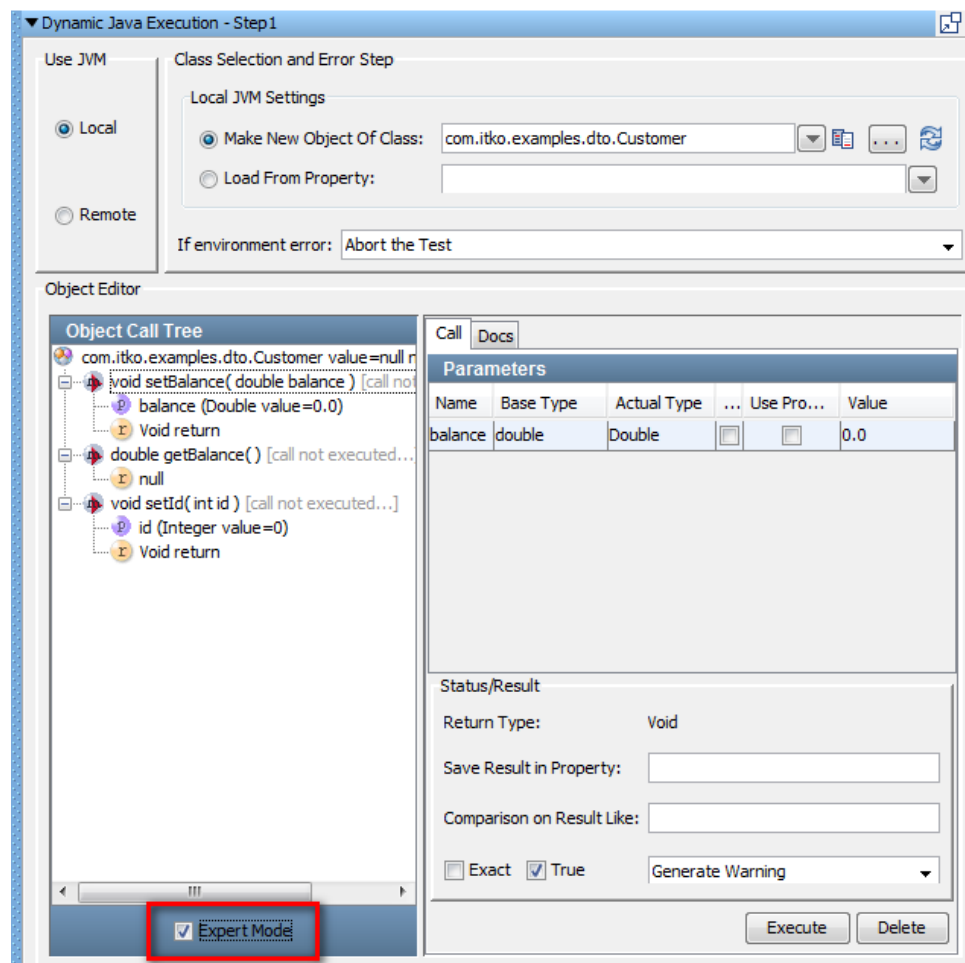 Dynamic Java Execution - Step1
Use JVM
Class Selection and Error Step
Local JVM Settings
Local
Make New Object Of Class: com.itko.examples.dto.Customer ...
Load From Property:
Remote
If environment error: Abort the Test
Object Editor
Object Call Tree
com.itko.examples.dto.Customer value=null
void setBalance( double balance ) [call not
balance (Double value=0.0)
Void return
double getBalance( ) [call not executed...
null
void setId( int id ) [call not executed...]
id (Integer value=0)
Void return
Expert Mode
Call Docs
Parameters
Name Base Type Actual Type ... Use Pro... Value
balance double Double 0.0
Status/Result
Return Type: Void
Save Result in Property:
Comparison on Result Like:
Exact True Generate Warning
Execute Delete